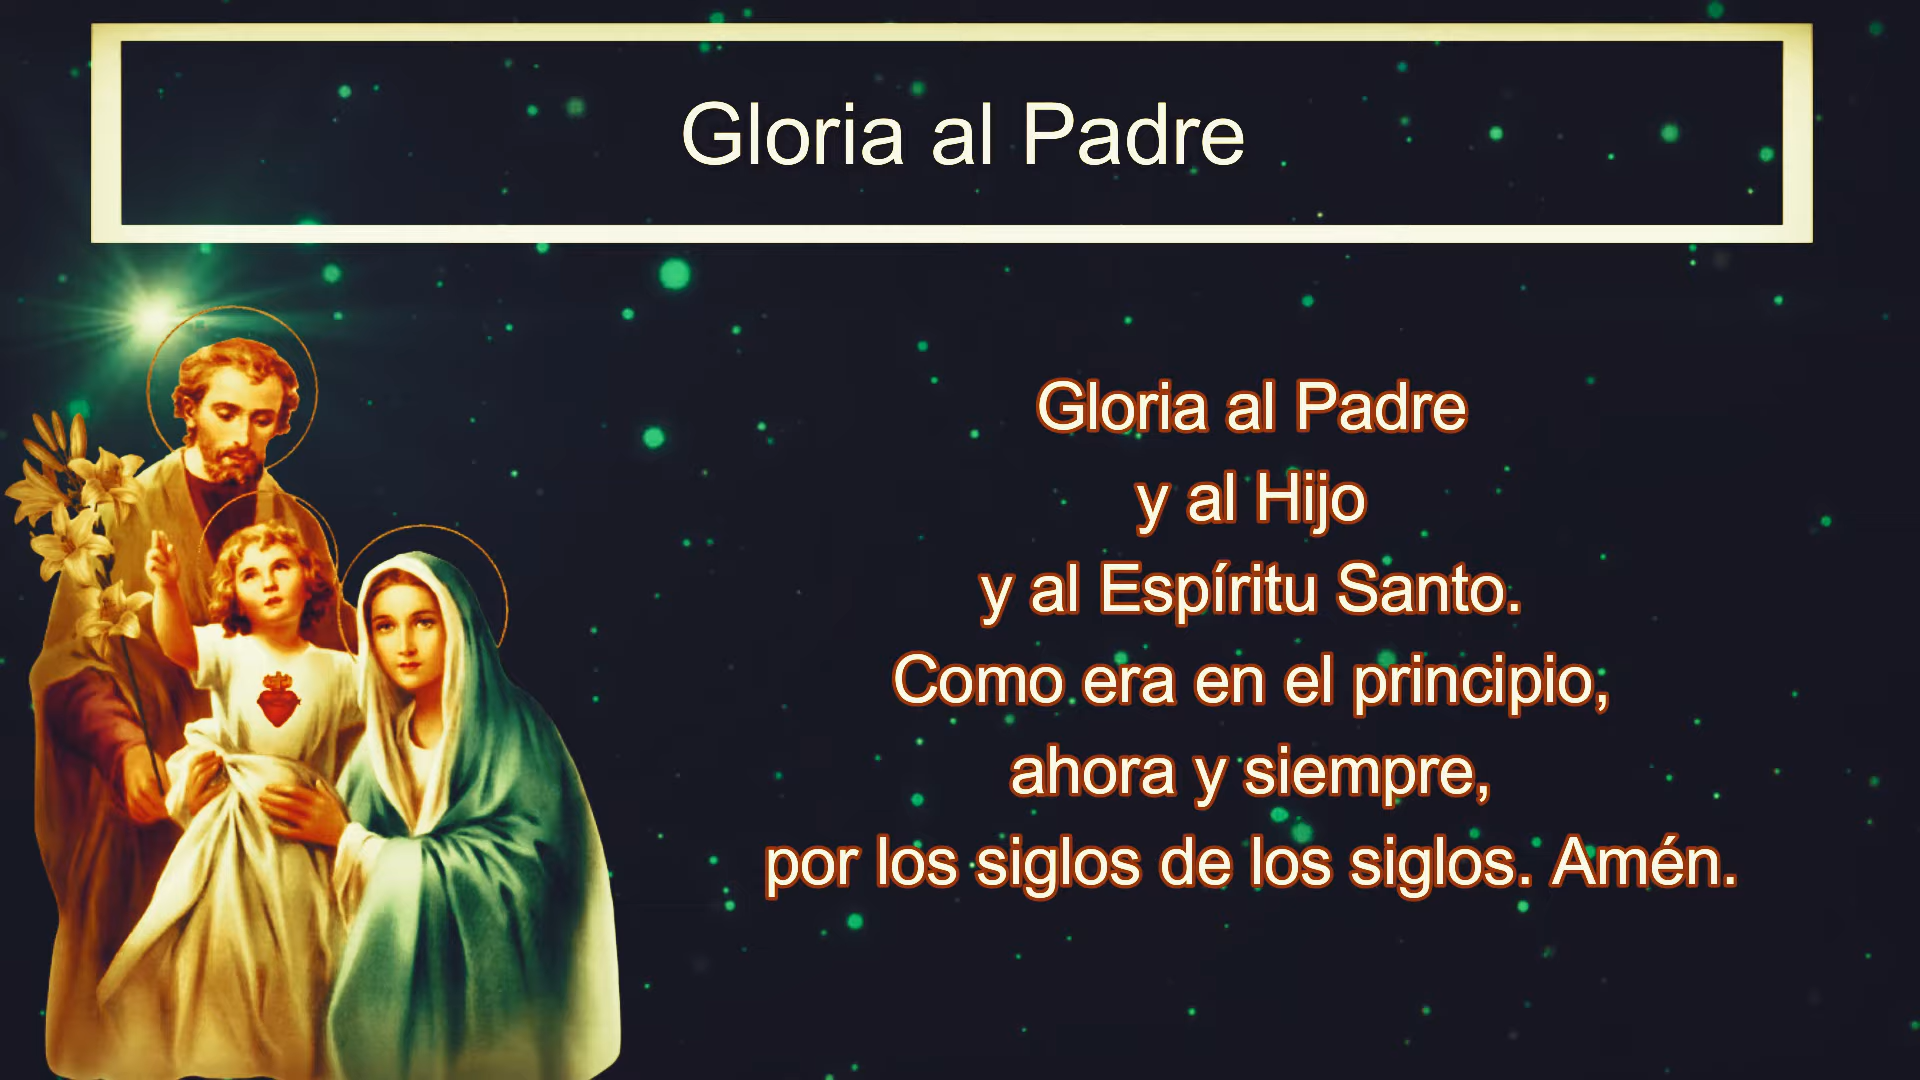 Gloria al Padre
Gloria al Padre
y al Hijo
y al Espíritu Santo.
Como era en el principio,
ahora y siempre,
por los siglos de los siglos. Amén.